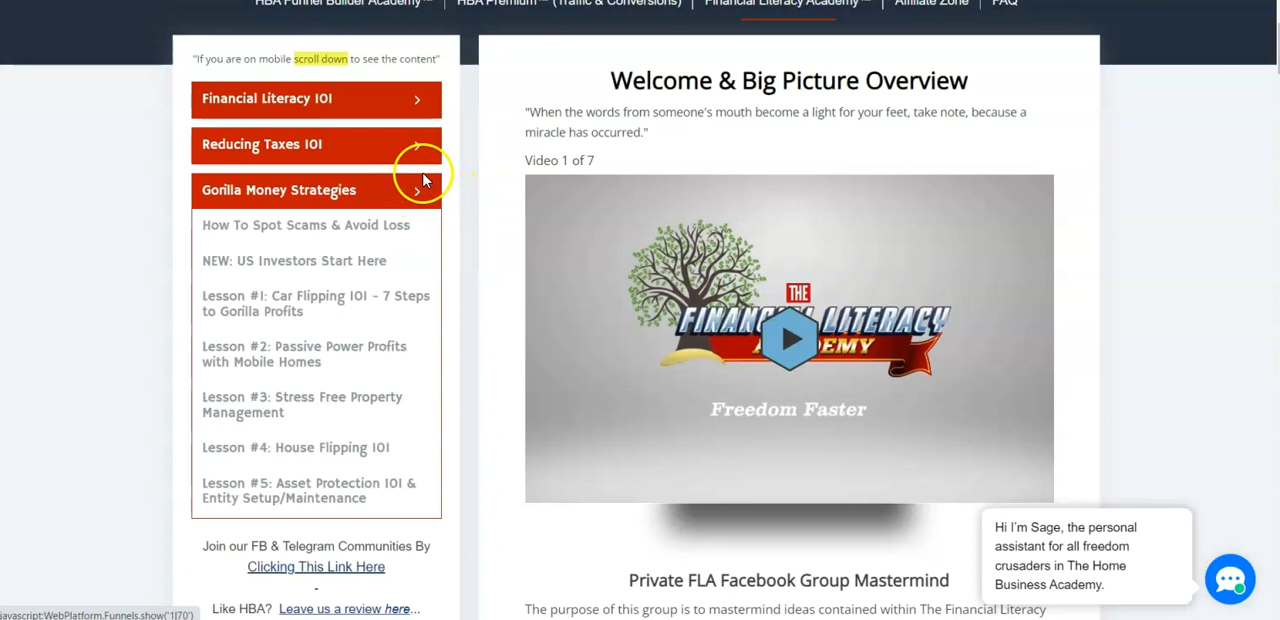 HBA Funnel Builder Academy™ | HBA Premium™ (Traffic & Conversions) | Financial Literacy Academy™ | Affiliate Zone | FAQ
"If you are on mobile scroll down to see the content"
Financial Literacy 101
Reducing Taxes 101
Gorilla Money Strategies
How To Spot Scams & Avoid Loss
NEW: US Investors Start Here
Lesson #1: Car Flipping 101 - 7 Steps
to Gorilla Profits
Lesson #2: Passive Power Profits
with Mobile Homes
Lesson #3: Stress Free Property
Management
Lesson #4: House Flipping 101
Lesson #5: Asset Protection 101 &
Entity Setup/Maintenance
Join our FB & Telegram Communities By
Clicking This Link Here
-
Like HBA? Leave us a review here...
Welcome & Big Picture Overview
"When the words from someone's mouth become a light for your feet, take note, because a
miracle has occurred."
Video 1 of 7
THE
FINANCIAL LITERACY
ACADEMY
Freedom Faster
Private FLA Facebook Group Mastermind
The purpose of this group is to mastermind ideas contained within The Financial Literacy
Hi I'm Sage, the personal
assistant for all freedom
crusaders in The Home
Business Academy.
javascript:WebPlatform.Funnels.show('1|70')